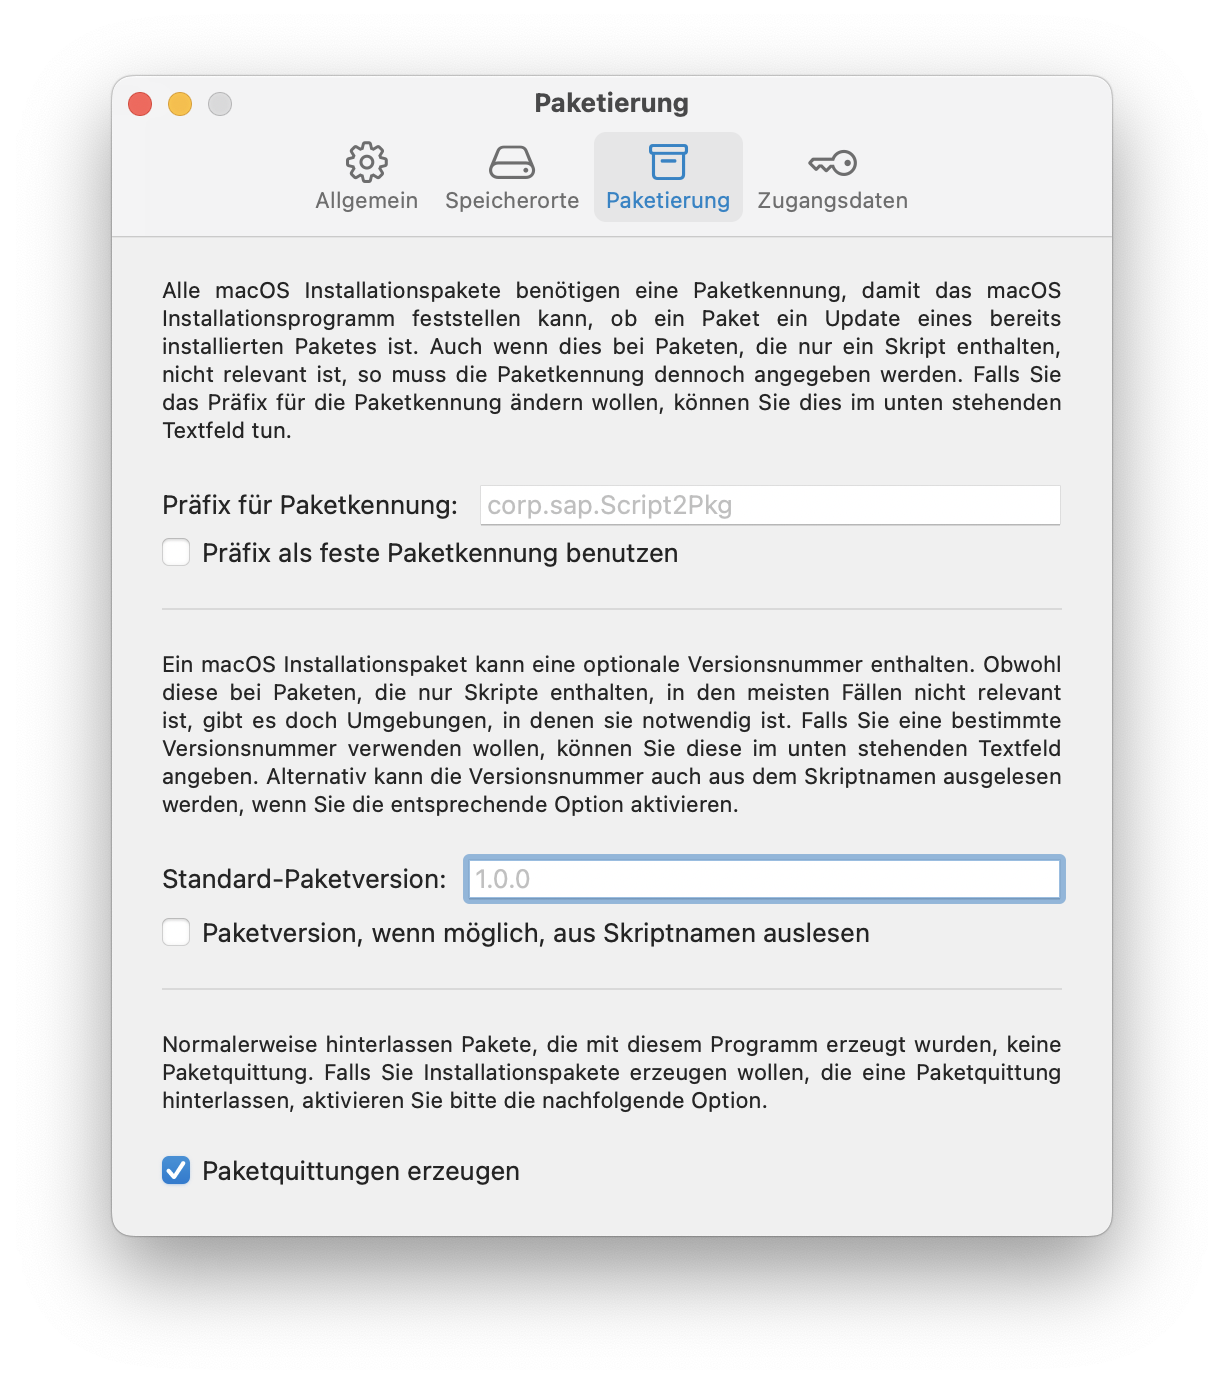 Paketierung
Allgemein
Speicherorte
Paketierung
Zugangsdaten
Alle macOS Installationspakete benötigen eine Paketkennung, damit das macOS
Installationsprogramm feststellen kann, ob ein Paket ein Update eines bereits
installierten Paketes ist. Auch wenn dies bei Paketen, die nur ein Skript enthalten,
nicht relevant ist, so muss die Paketkennung dennoch angegeben werden. Falls Sie
das Präfix für die Paketkennung ändern wollen, können Sie dies im unten stehenden
Textfeld tun.
Präfix für Paketkennung:
corp.sap.Script2Pkg
Präfix als feste Paketkennung benutzen
Ein macOS Installationspaket kann eine optionale Versionsnummer enthalten. Obwohl
diese bei Paketen, die nur Skripte enthalten, in den meisten Fällen nicht relevant
ist, gibt es doch Umgebungen, in denen sie notwendig ist. Falls Sie eine bestimmte
Versionsnummer verwenden wollen, können Sie diese im unten stehenden Textfeld
angeben. Alternativ kann die Versionsnummer auch aus dem Skriptnamen ausgelesen
werden, wenn Sie die entsprechende Option aktivieren.
Standard-Paketversion:
1.0.0
Paketversion, wenn möglich, aus Skriptnamen auslesen
Normalerweise hinterlassen Pakete, die mit diesem Programm erzeugt wurden, keine
Paketquittung. Falls Sie Installationspakete erzeugen wollen, die eine Paketquittung
hinterlassen, aktivieren Sie bitte die nachfolgende Option.
Paketquittungen erzeugen